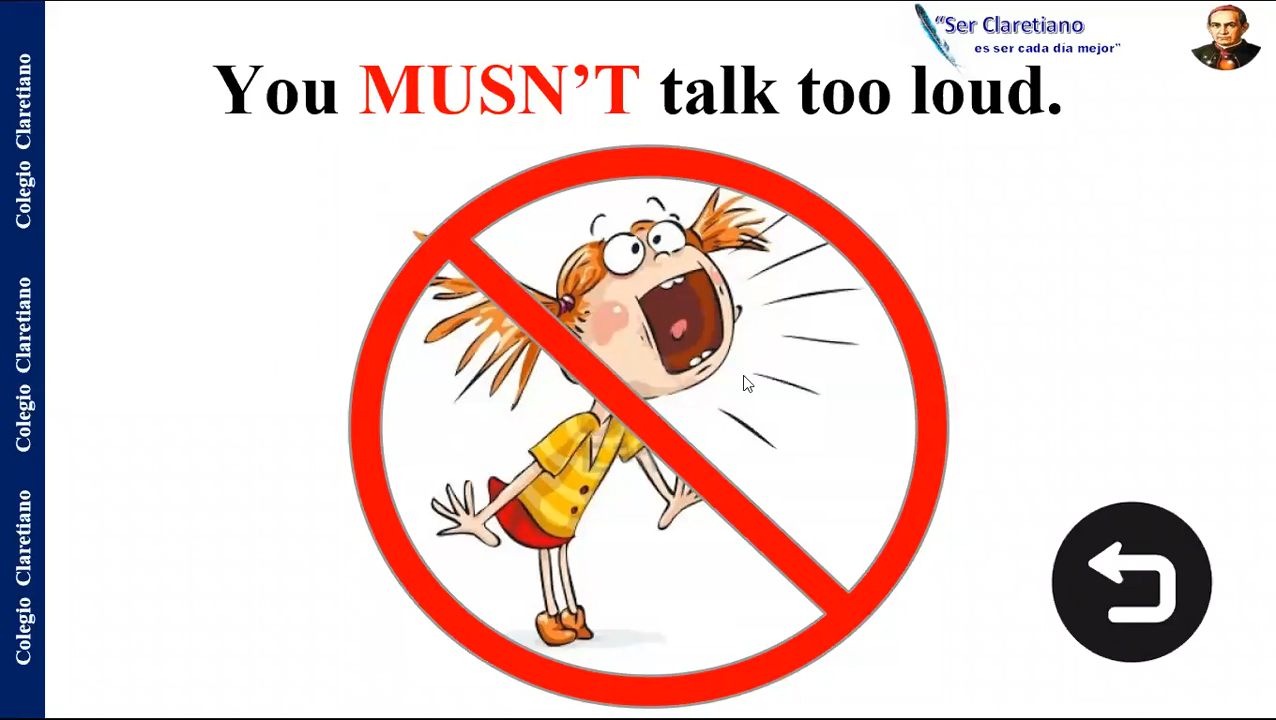 “Ser Claretiano
es ser cada día mejor”
You MUSN’T talk too loud.
Colegio Claretiano
Colegio Claretiano
Colegio Claretiano